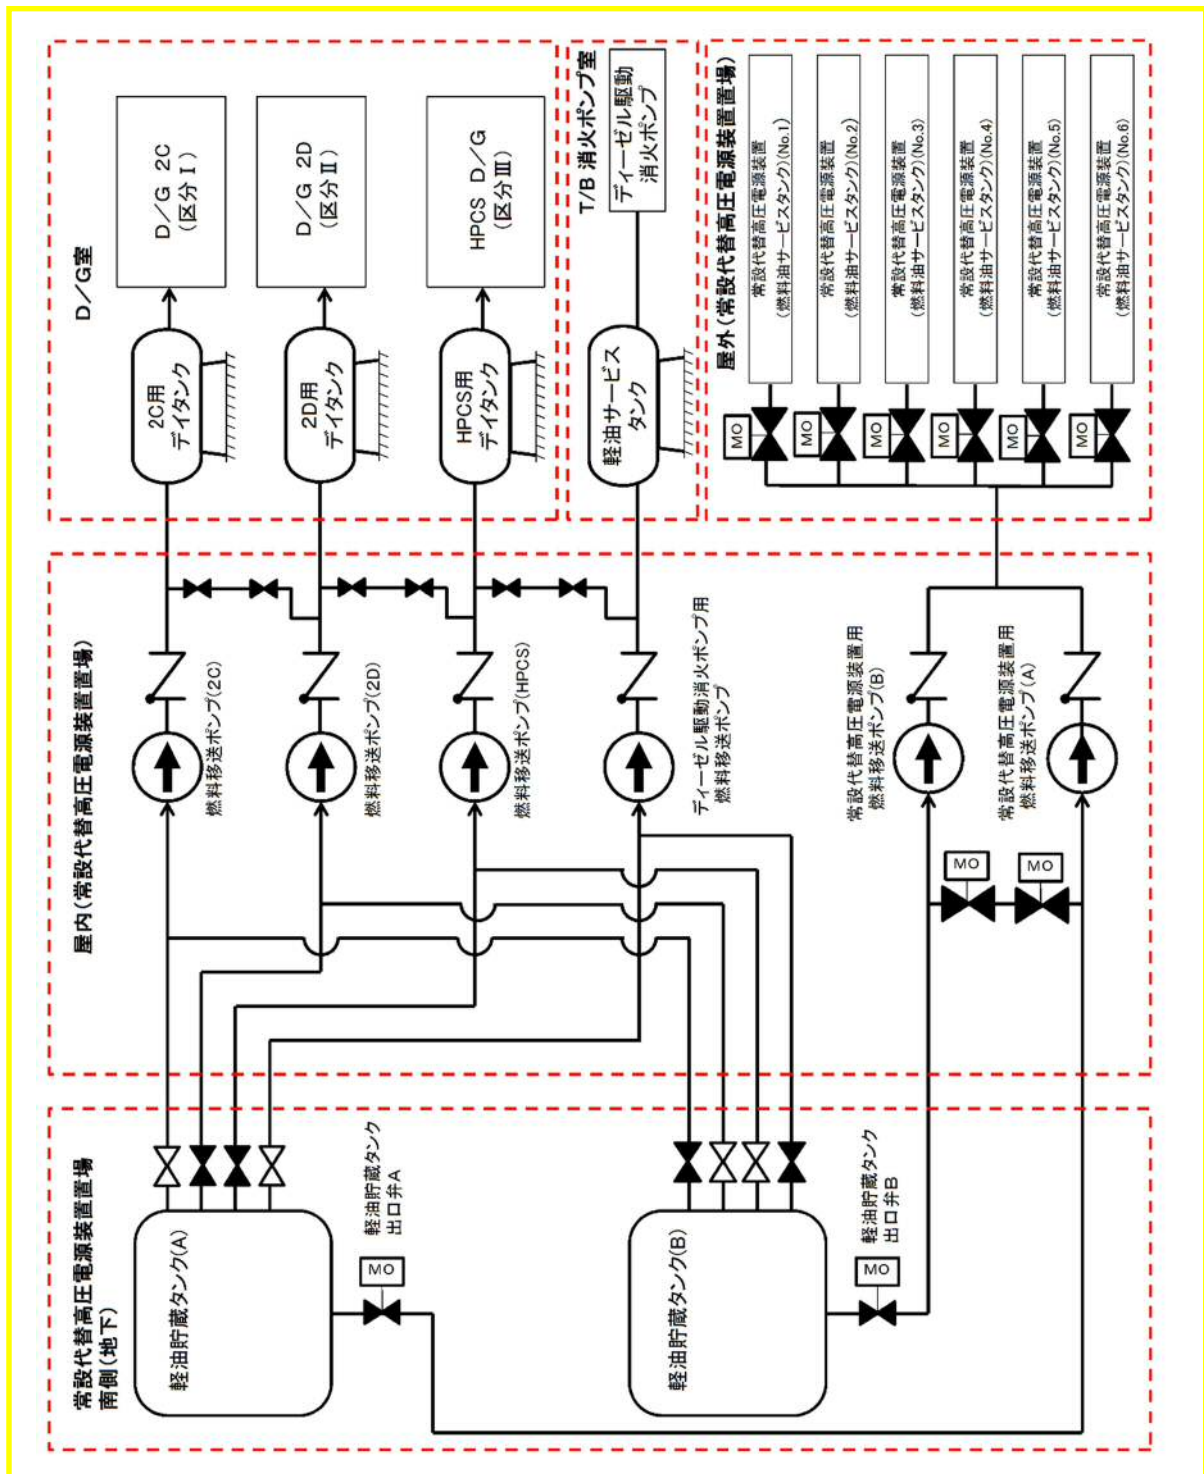 D/G室
D/G 2C
(区分Ⅰ)
D/G 2D
(区分Ⅱ)
HPCS D/G
(区分Ⅲ)
2C用
デイタンク
2D用
デイタンク
HPCS用
デイタンク
T/B 消火ポンプ室
ディーゼル駆動
消火ポンプ
軽油サービス
タンク
屋外(常設代替高圧電源装置置場)
常設代替高圧電源装置
(燃料油サービスタンク)(No.1)
常設代替高圧電源装置
(燃料油サービスタンク)(No.2)
常設代替高圧電源装置
(燃料油サービスタンク)(No.3)
常設代替高圧電源装置
(燃料油サービスタンク)(No.4)
常設代替高圧電源装置
(燃料油サービスタンク)(No.5)
常設代替高圧電源装置
(燃料油サービスタンク)(No.6)
MO
MO
MO
MO
MO
MO
屋内(常設代替高圧電源装置置場)
燃料移送ポンプ(2C)
燃料移送ポンプ(2D)
燃料移送ポンプ(HPCS)
ディーゼル駆動消火ポンプ用
燃料移送ポンプ
常設代替高圧電源装置用
燃料移送ポンプ(B)
常設代替高圧電源装置用
燃料移送ポンプ(A)
MO
MO
常設代替高圧電源装置置場
南側(地下)
軽油貯蔵タンク(A)
軽油貯蔵タンク
出口弁A
MO
軽油貯蔵タンク(B)
軽油貯蔵タンク
出口弁B
MO